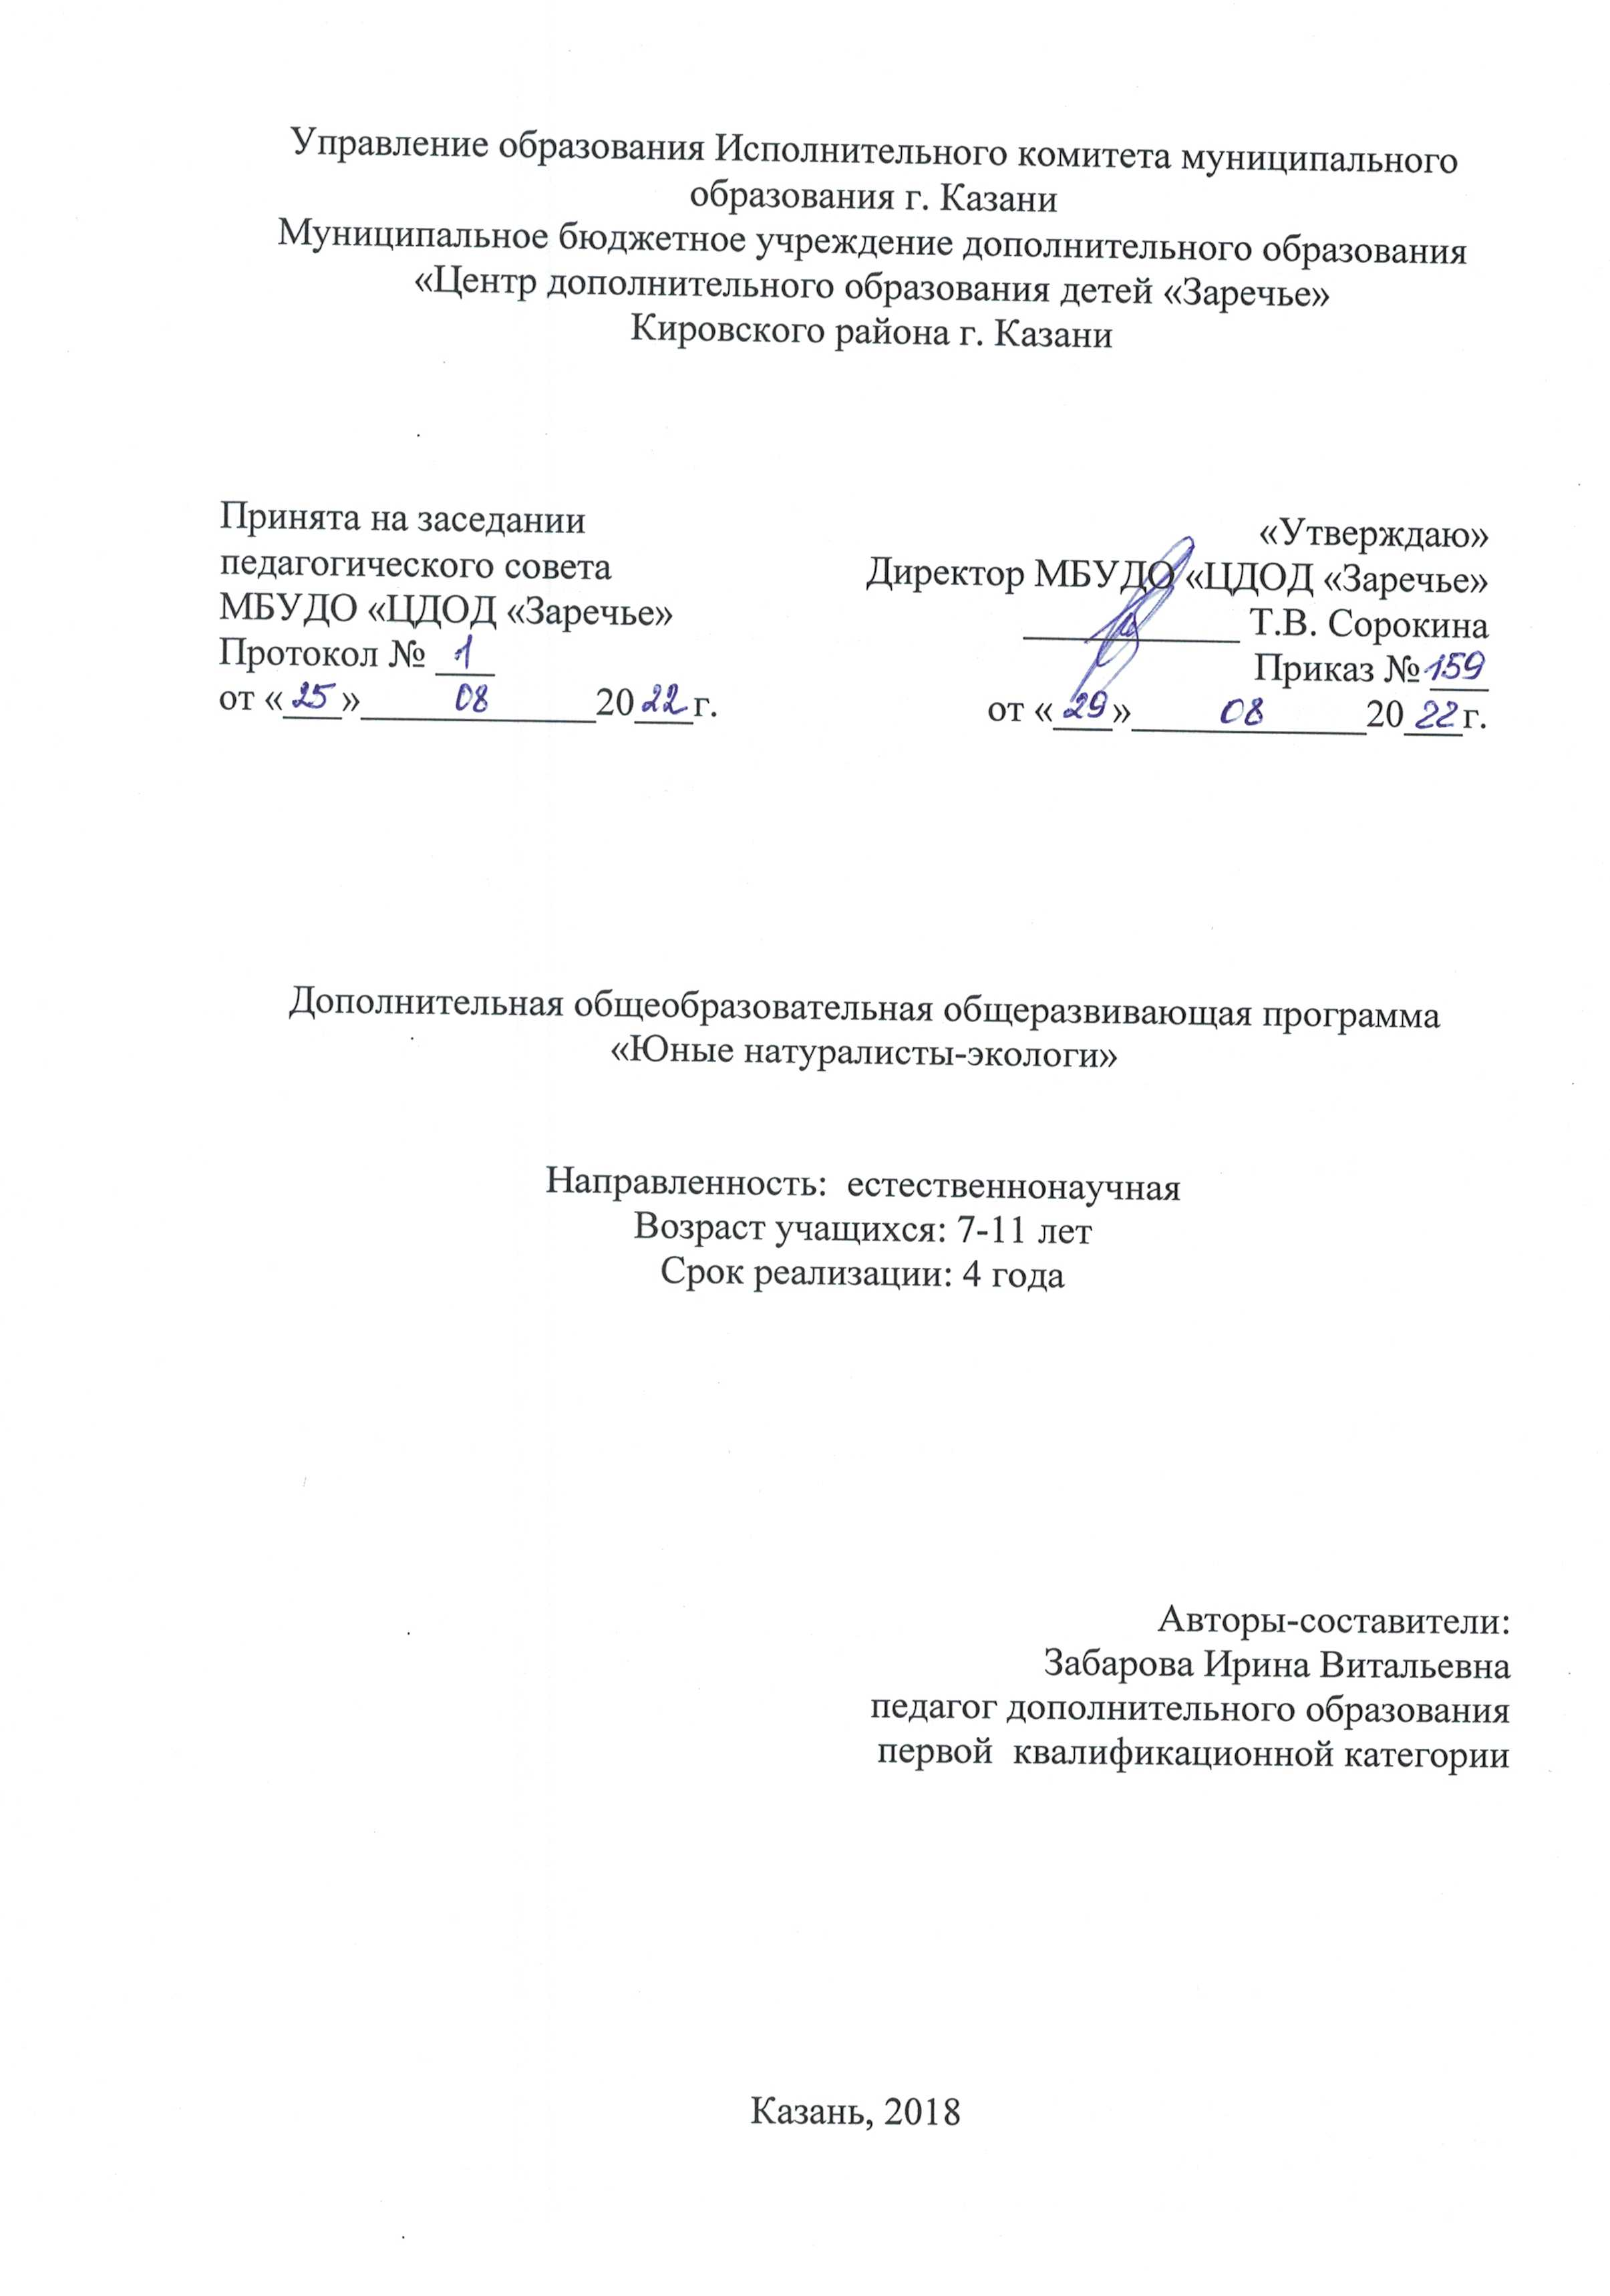 Управление образования Исполнительного комитета муниципального
образования г. Казани
Муниципальное бюджетное учреждение дополнительного образования
«Центр дополнительного образования детей «Заречье»
Кировского района г. Казани
Принята на заседании
педагогического совета
МБУДО «ЦДОД «Заречье»
Протокол № 1
от «25» 08 2022г.
«Утверждаю»
Директор МБУДО «ЦДОД «Заречье»
Т.В. Сорокина
Приказ № 159
от «29» 08 2022г.
Дополнительная общеобразовательная общеразвивающая программа
«Юные натуралисты-экологи»
Направленность: естественнонаучная
Возраст учащихся: 7-11 лет
Срок реализации: 4 года
Авторы-составители:
Забарова Ирина Витальевна
педагог дополнительного образования
первой квалификационной категории
Казань, 2018